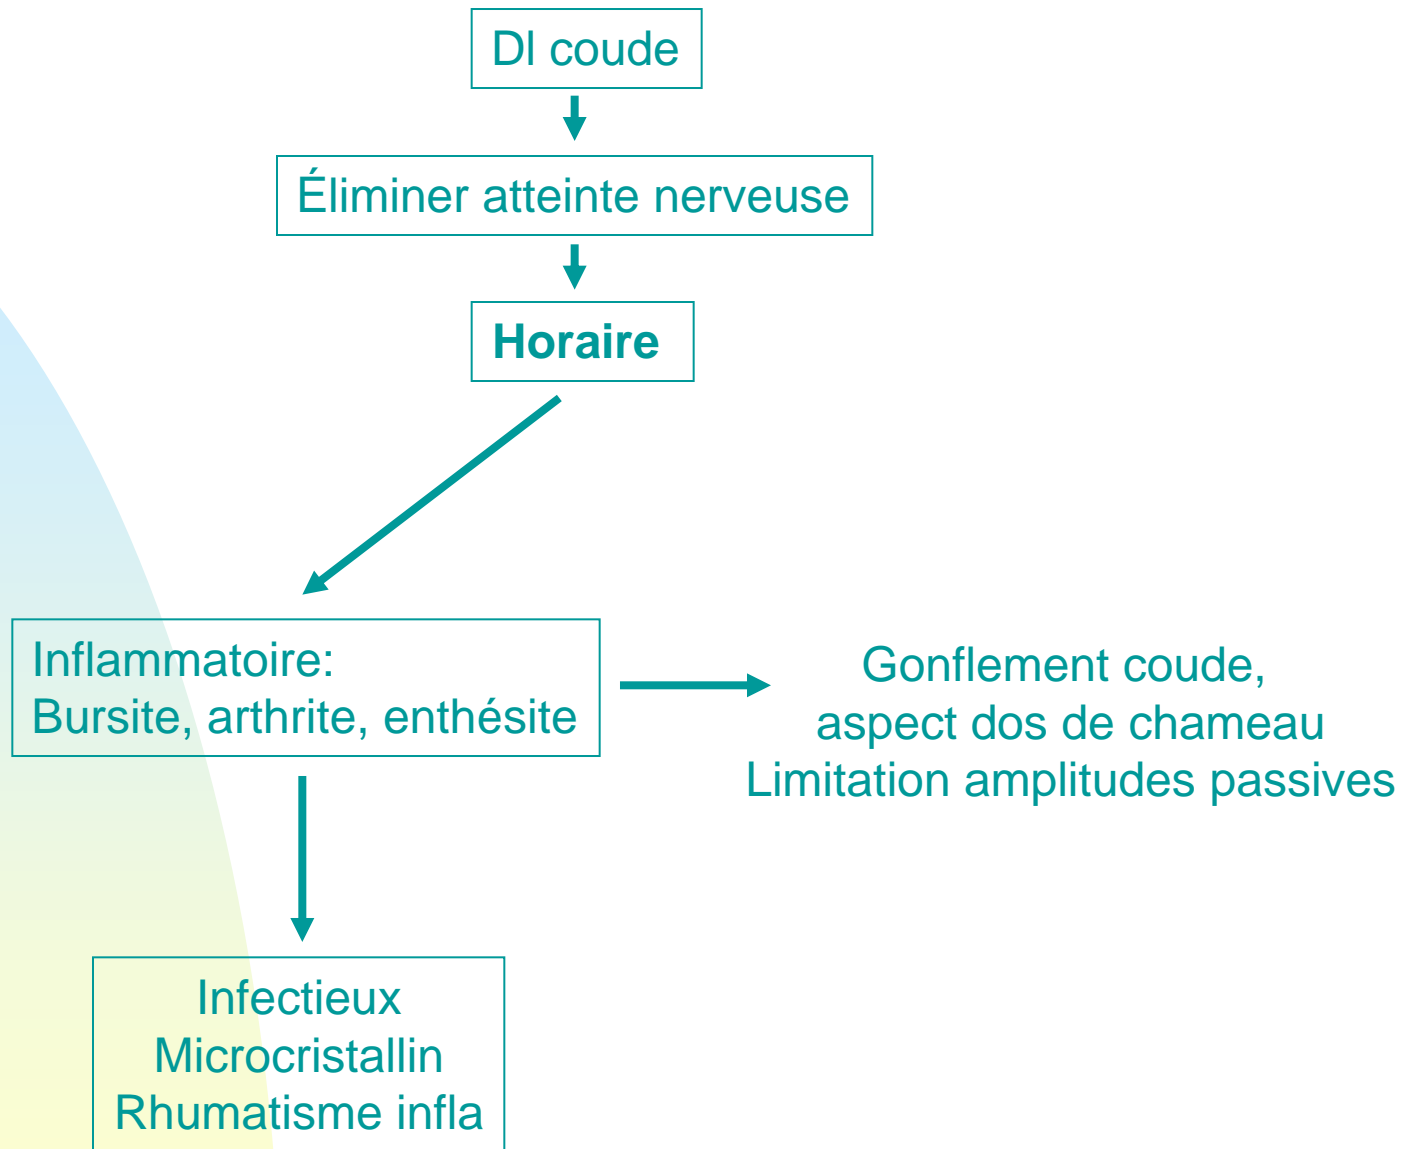 Dl coude
Éliminer atteinte nerveuse
Horaire
Inflammatoire:
Bursite, arthrite, enthésite
Gonflement coude,
aspect dos de chameau
Limitation amplitudes passives
Infectieux
Microcristallin
Rhumatisme infla